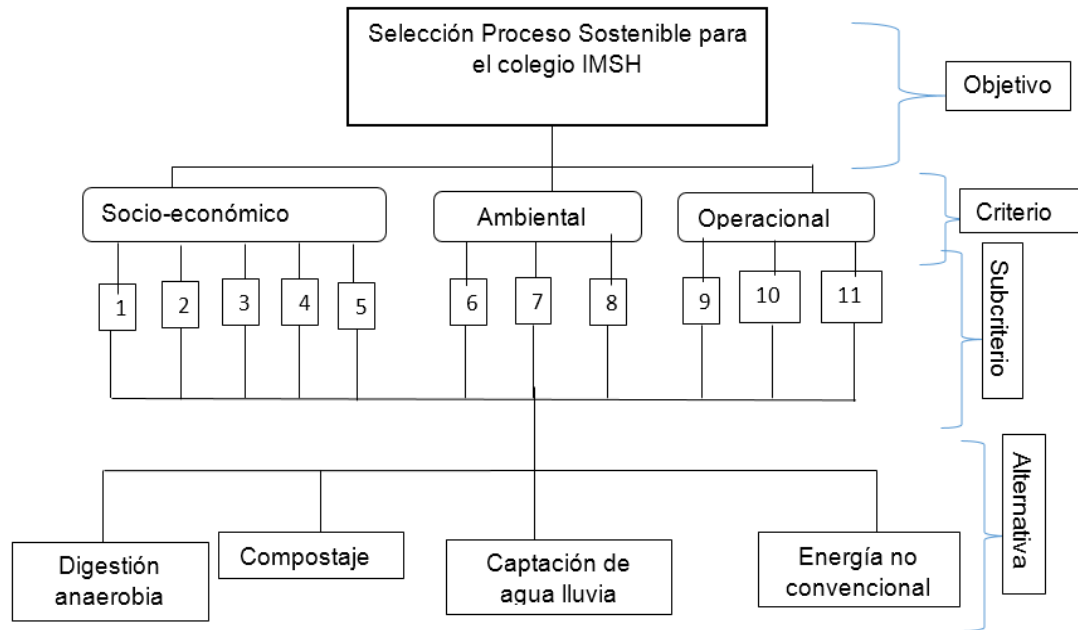 Selección Proceso Sostenible para
el colegio IMSH
Objetivo
Socio-económico
Ambiental
Operacional
Criterio
1
2
3
4
5
6
7
8
9
10
11
Subcriterio
Digestión
anaerobia
Compostaje
Captación de
agua lluvia
Energía no
convencional
Alternativa